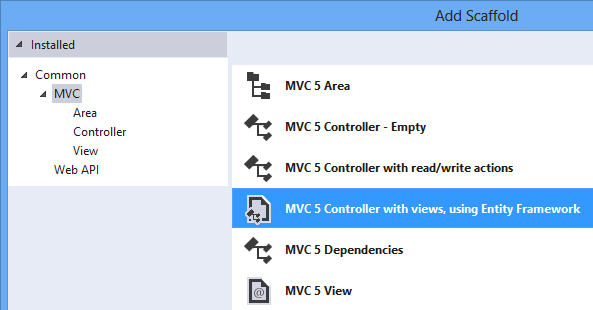 Add Scaffold
Installed
Common
MVC
Area
Controller
View
Web API
MVC 5 Area
MVC 5 Controller - Empty
MVC 5 Controller with read/write actions
MVC 5 Controller with views, using Entity Framework
MVC 5 Dependencies
MVC 5 View